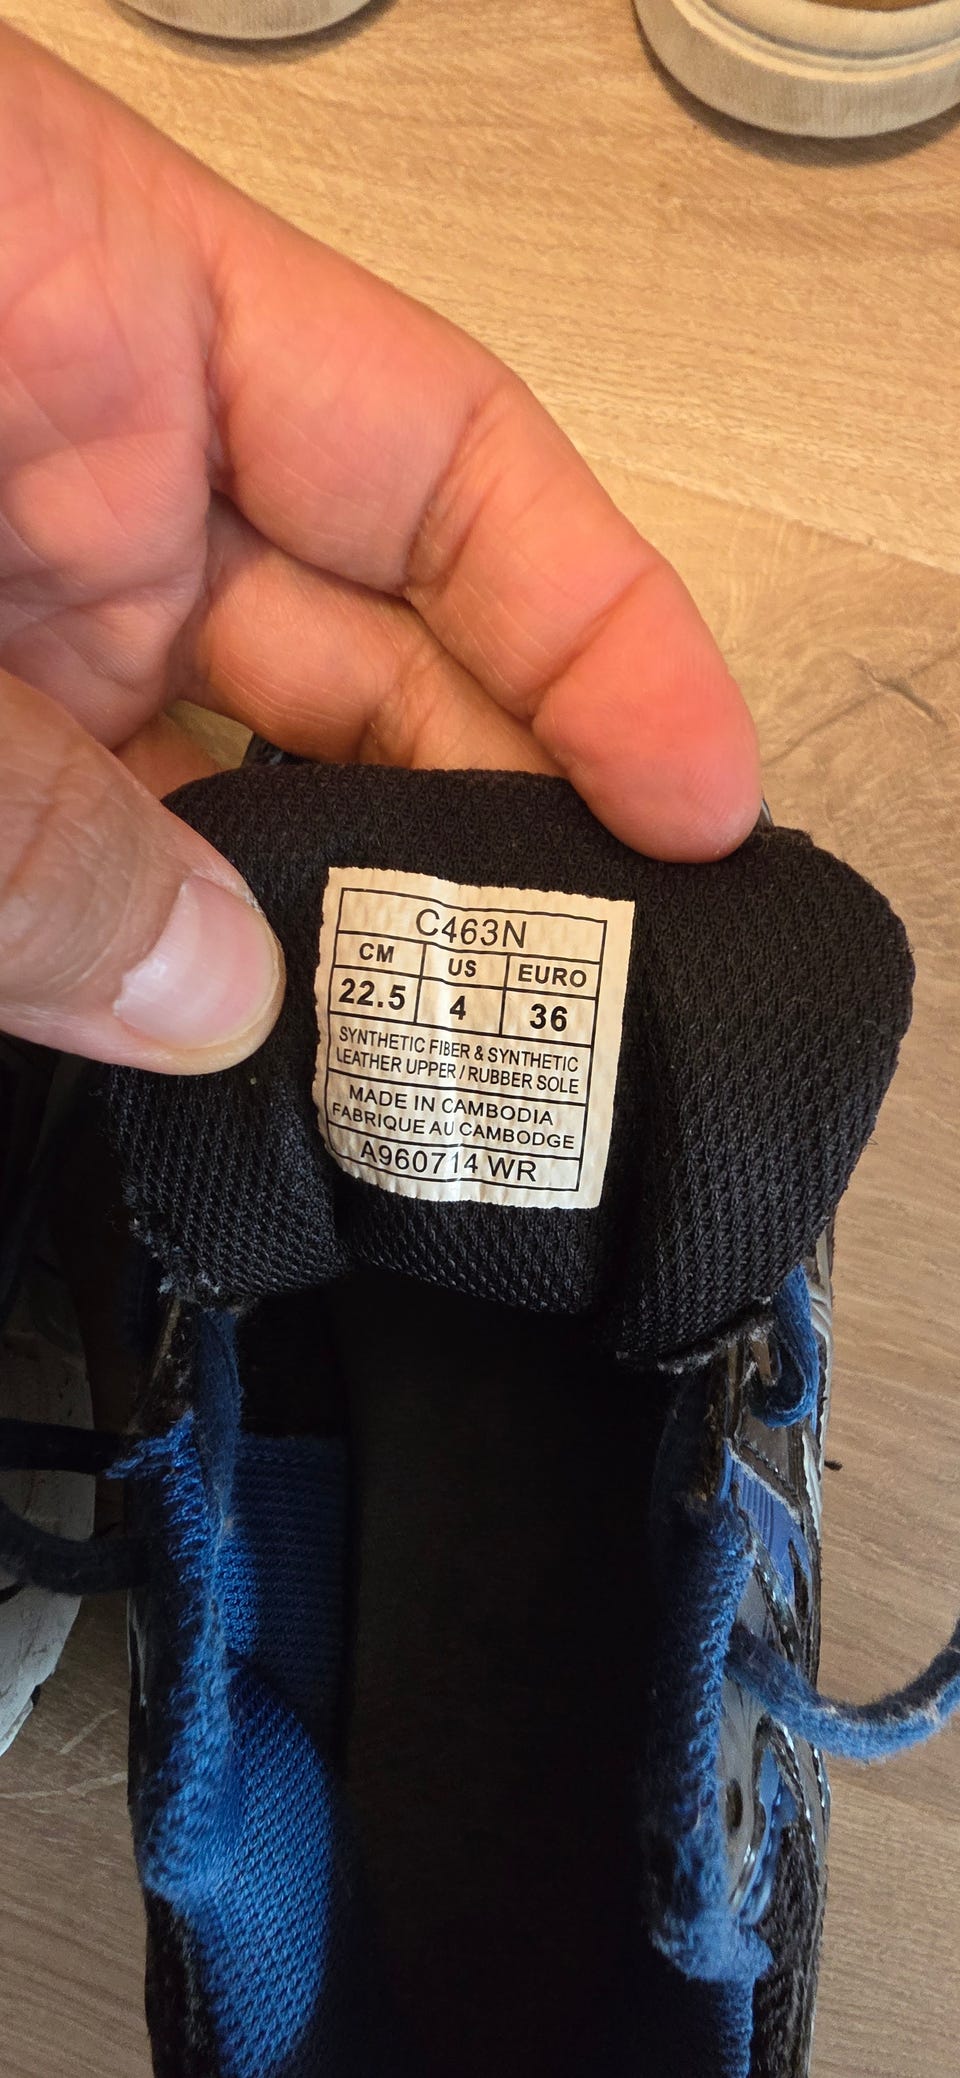 C463N
CM US EURO
22.5 4 36
SYNTHETIC FIBER & SYNTHETIC
LEATHER UPPER / RUBBER SOLE
MADE IN CAMBODIA
FABRIQUE AU CAMBODGE
A960714 WR